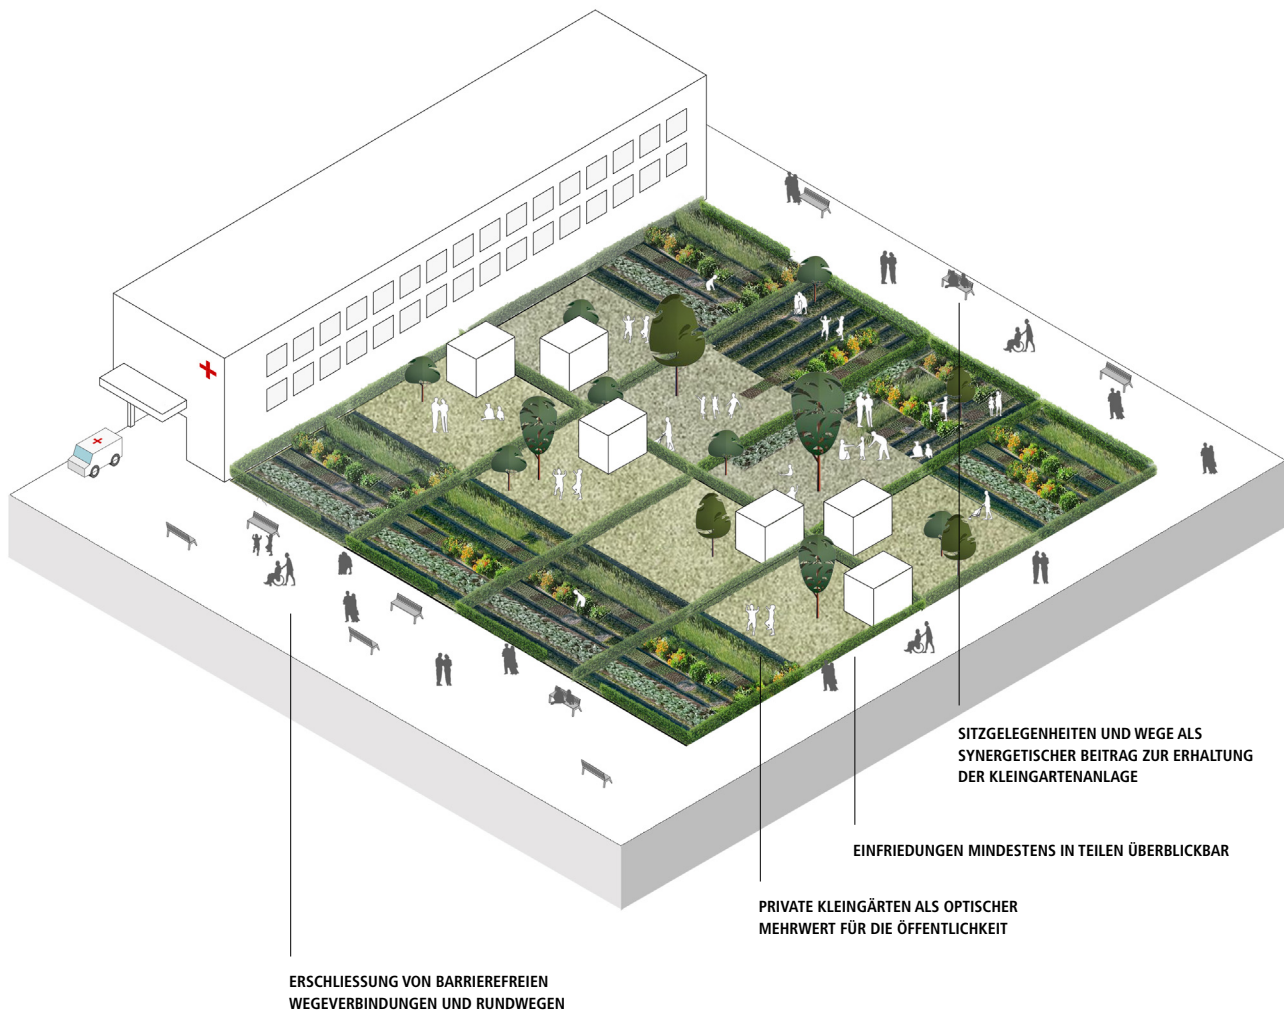 SITZGELEGENHEITEN UND WEGE ALS
SYNERGETISCHER BEITRAG ZUR ERHALTUNG
DER KLEINGARTENANLAGE
EINFRIEDUNGEN MINDESTENS IN TEILEN ÜBERBLICKBAR
PRIVATE KLEINGÄRTEN ALS OPTISCHER
MEHRWERT FÜR DIE ÖFFENTLICHKEIT
ERSCHLIESSUNG VON BARRIEREFREIEN
WEGEVERBINDUNGEN UND RUNDWEGEN